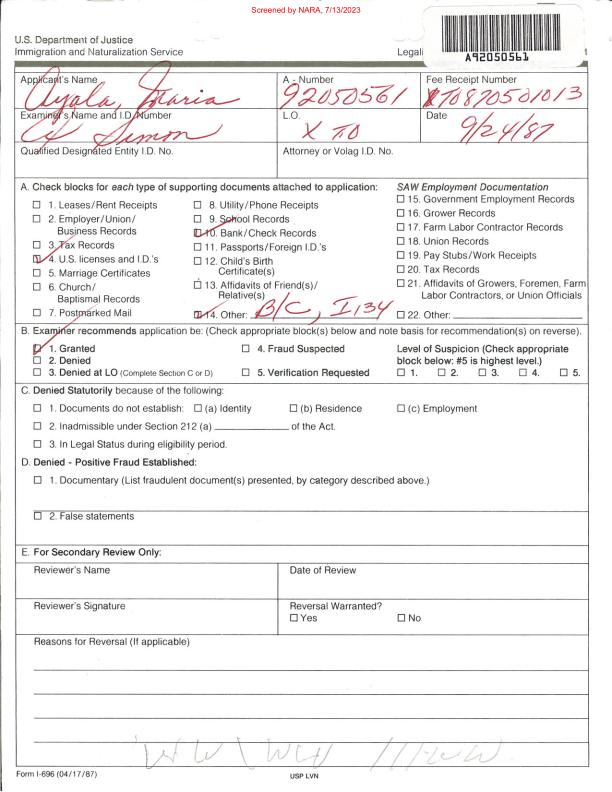 Screened by NARA, 7/13/2023
U.S. Department of Justice
Immigration and Naturalization Service
Legali
A92050561
Applicant's Name
Ayala, Maria
A - Number
92050561
Fee Receipt Number
70870501013
Examiner's Name and I.D. Number
Simon
L.O.
X TO
Date
9/24/87
Qualified Designated Entity I.D. No.
Attorney or Volag I.D. No.
A. Check blocks for each type of supporting documents attached to application:
1. Leases/Rent Receipts
2. Employer/Union/
Business Records
3. Tax Records
4. U.S. licenses and I.D.'s
5. Marriage Certificates
6. Church/
Baptismal Records
7. Postmarked Mail
8. Utility/Phone Receipts
9. School Records
10. Bank/Check Records
11. Passports/Foreign I.D.'s
12. Child's Birth
Certificate(s)
13. Affidavits of Friend(s)/
Relative(s)
14. Other: B/C, I134
SAW Employment Documentation
15. Government Employment Records
16. Grower Records
17. Farm Labor Contractor Records
18. Union Records
19. Pay Stubs/Work Receipts
20. Tax Records
21. Affidavits of Growers, Foremen, Farm
Labor Contractors, or Union Officials
22. Other:
B. Examiner recommends application be: (Check appropriate block(s) below and note basis for recommendation(s) on reverse).
1. Granted
2. Denied
3. Denied at LO (Complete Section C or D)
4. Fraud Suspected
5. Verification Requested
Level of Suspicion (Check appropriate
block below: #5 is highest level.)
1. 2. 3. 4. 5.
C. Denied Statutorily because of the following:
1. Documents do not establish: (a) Identity (b) Residence (c) Employment
2. Inadmissible under Section 212 (a) of the Act.
3. In Legal Status during eligibility period.
D. Denied - Positive Fraud Established:
1. Documentary (List fraudulent document(s) presented, by category described above.)
2. False statements
E. For Secondary Review Only:
Reviewer's Name
Date of Review
Reviewer's Signature
Reversal Warranted?
Yes No
Reasons for Reversal (If applicable)
Form I-696 (04/17/87)
USP LVN